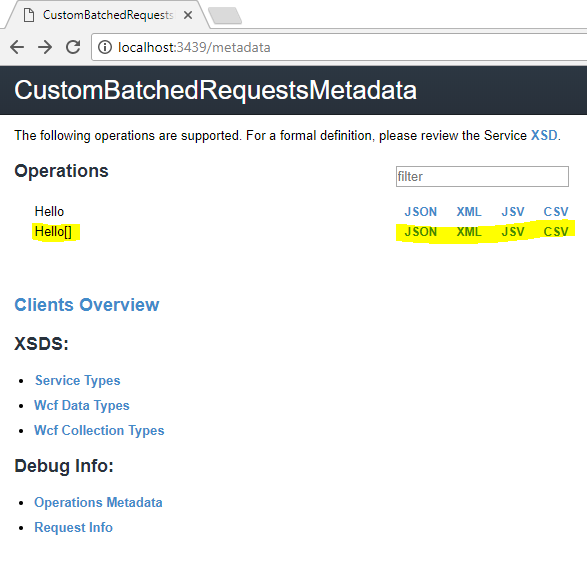 CustomBatchedRequests
localhost:3439/metadata
CustomBatchedRequestsMetadata
The following operations are supported. For a formal definition, please review the Service XSD.
Operations
filter
Hello JSON XML JSV CSV
Hello[] JSON XML JSV CSV
Clients Overview
XSDS:
Service Types
Wcf Data Types
Wcf Collection Types
Debug Info:
Operations Metadata
Request Info